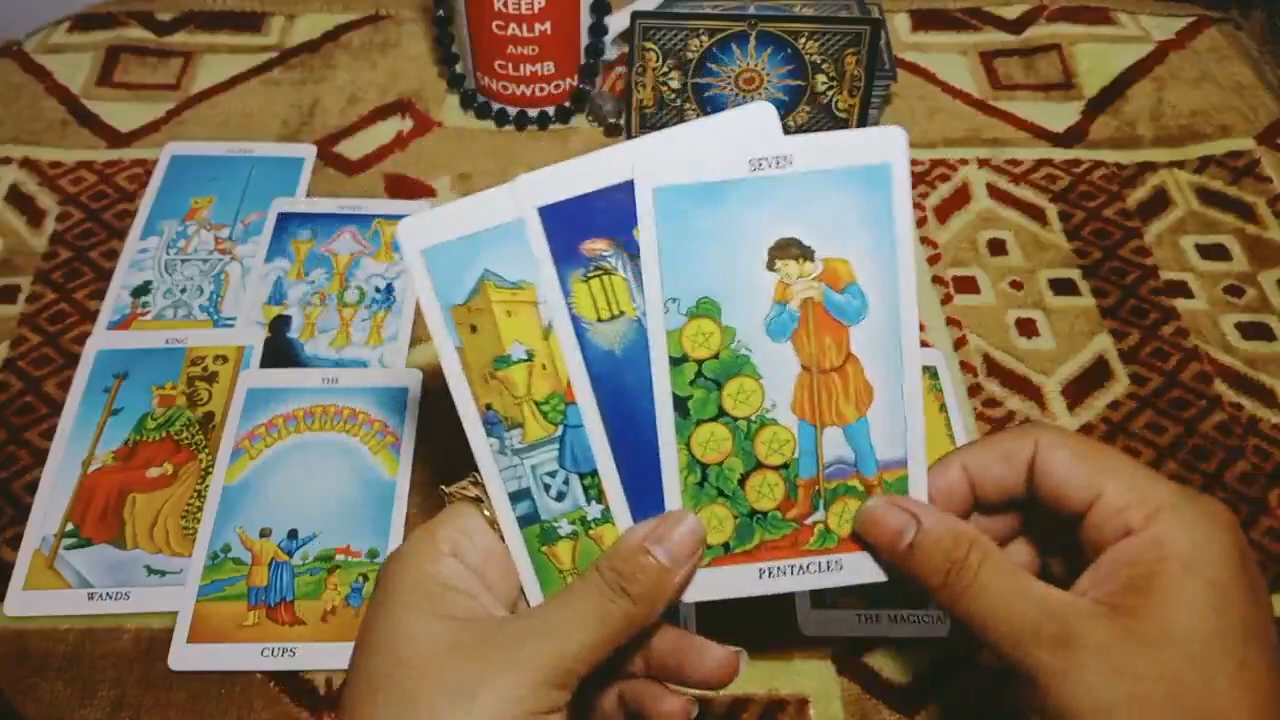 KEEP
CALM
AND
CLIMB
SNOWDON
SEVEN
PENTACLES
KING
WANDS
THE
CUPS
THE MAGICIA